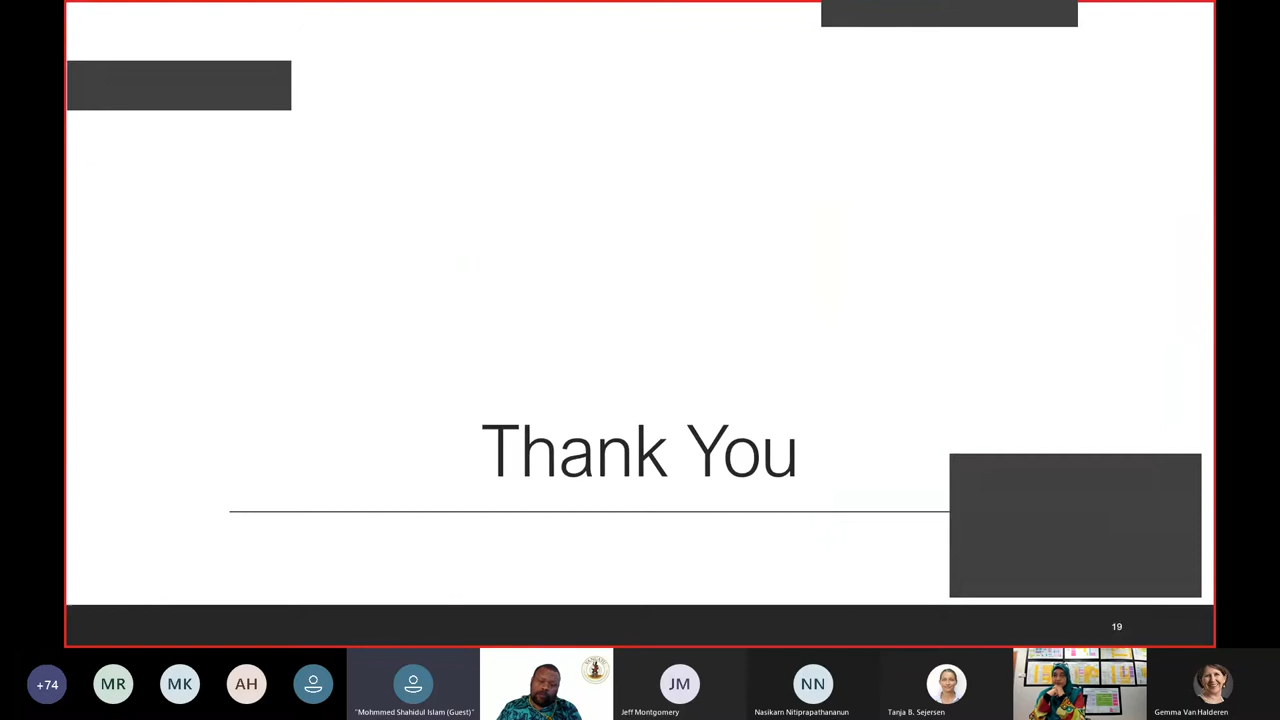 Thank You
19
+74
MR
MK
AH
"Mohmmed Shahidul Islam (Guest)"
JM
Jeff Montgomery
NN
Nasikarn Nitiprapathananun
Tanja B. Sejersen
Gemma Van Halderen